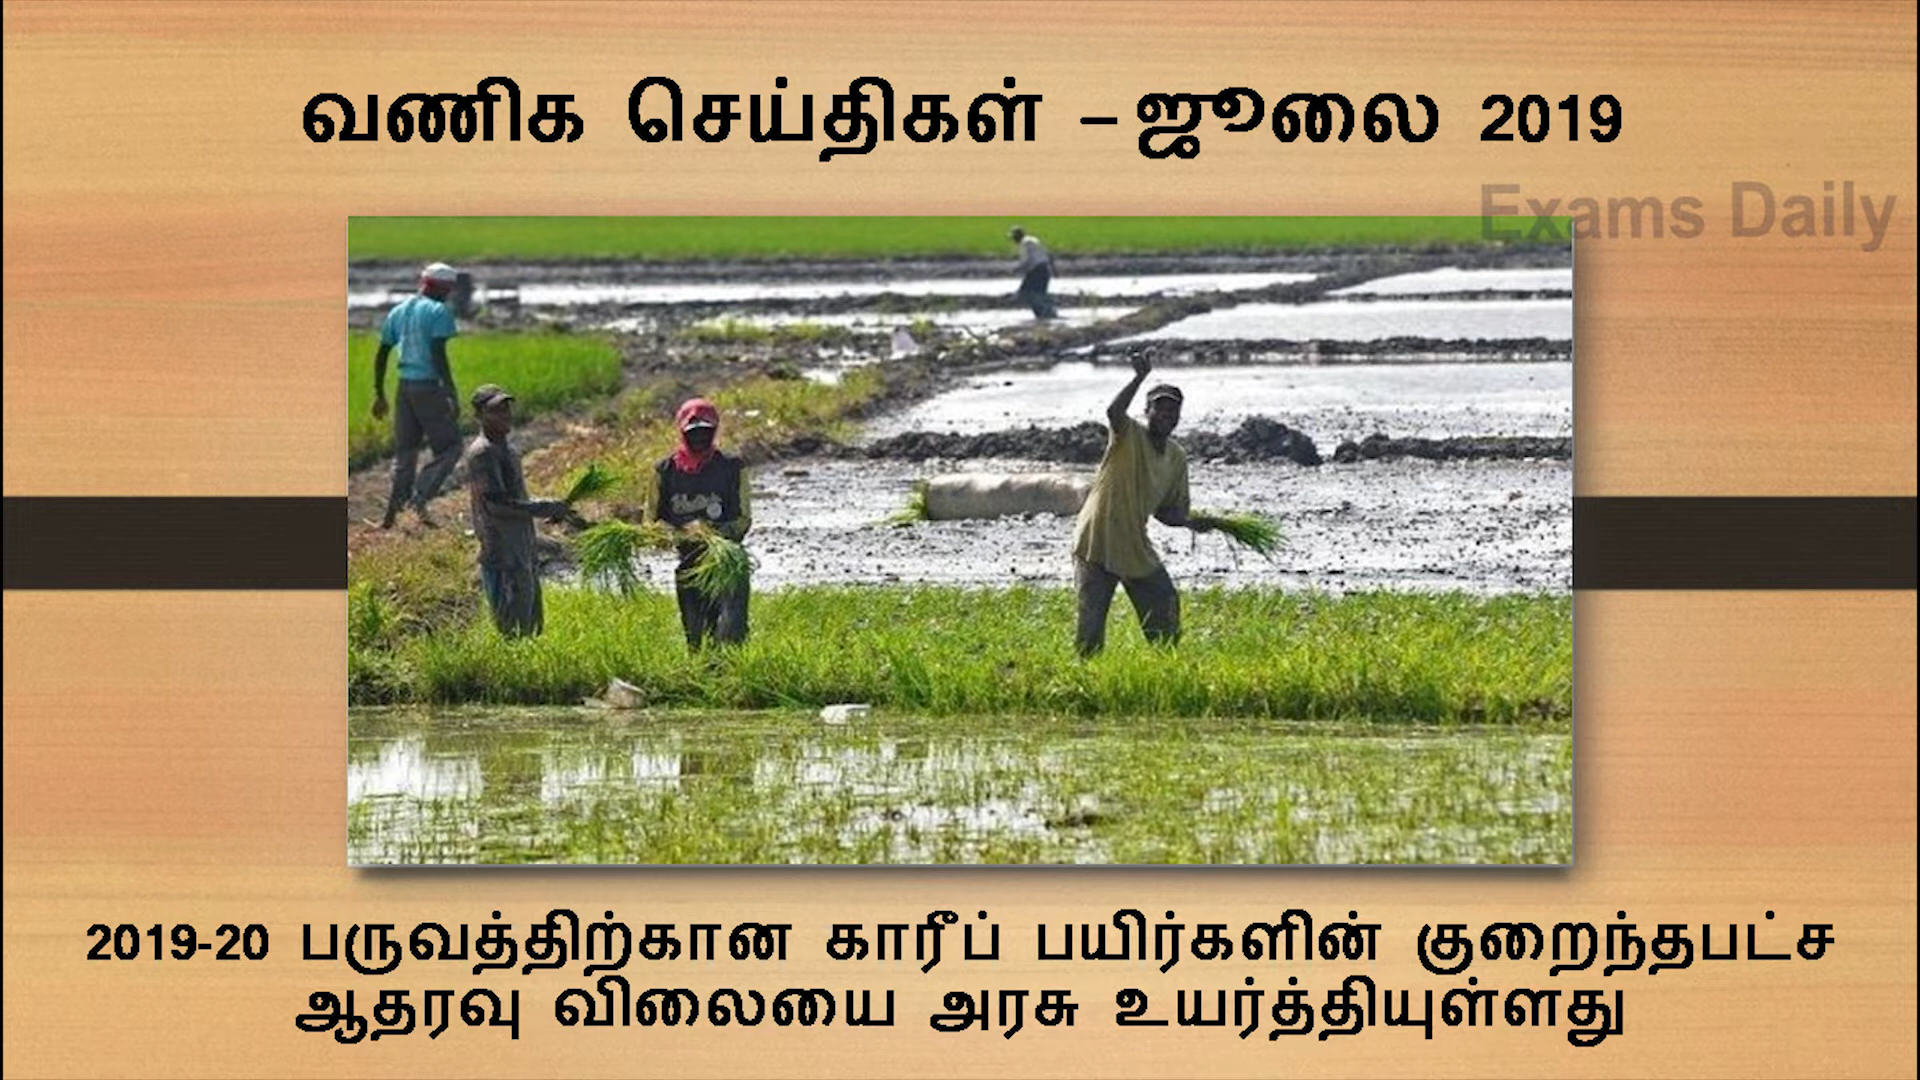 வணிக செய்திகள் – ஜூலை 2019
Exams Daily
2019-20 பருவத்திற்கான காரீப் பயிர்களின் குறைந்தபட்ச
ஆதரவு விலையை அரசு உயர்த்தியுள்ளது